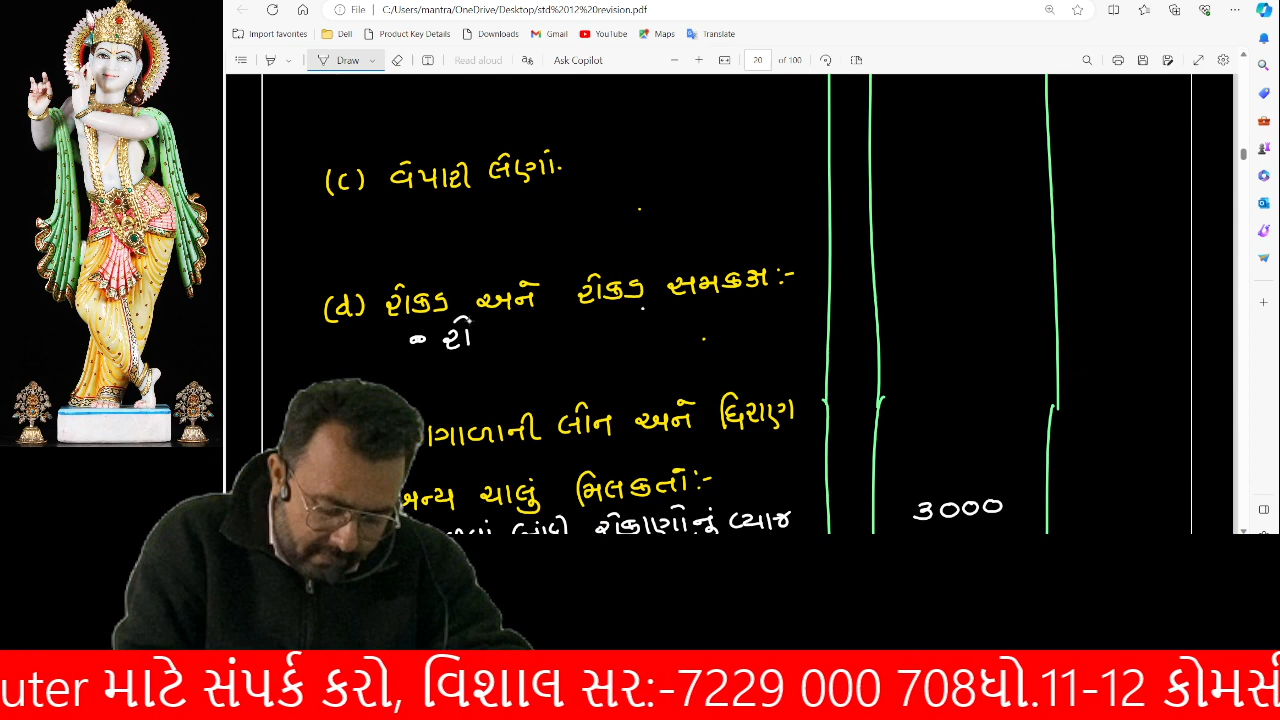 File | C:/Users/mantra/OneDrive/Desktop/std%2012%20revision.pdf
Import favorites Dell Product Key Details Downloads Gmail YouTube Maps Translate
Draw Read aloud Ask Copilot 20 of 100
(c) વેપારી લેણાં.
(d) રોકડ અને રોકડ સમકક્ષ :-
રો
ગાળાની લોન અને ધિરાણ
અન્ય ચાલું મિલકતો:-
રોકાણોનું વ્યાજ 3000
uter માટે સંપર્ક કરો, વિશાલ સર:-7229 000 708ધો.11-12 કોમર્સ